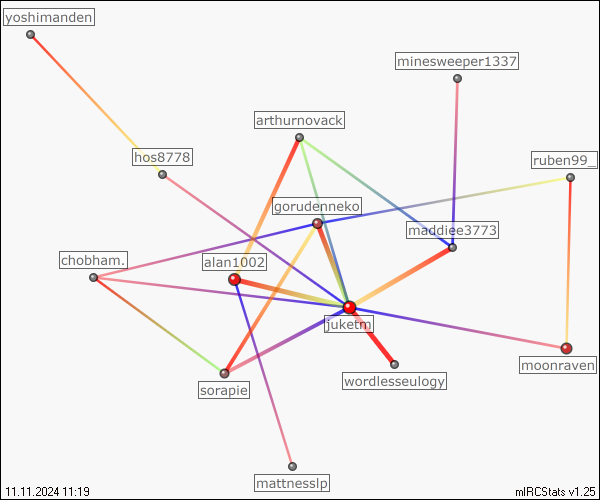 yoshimanden
minesweeper1337
arthurnovack
hos8778
ruben99_
gorudenneko
maddiee3773
chobham.
alan1002
juketm
moonraven
wordlesseulogy
sorapie
mattnesslp
11.11.2024 11:19
mIRCStats v1.25